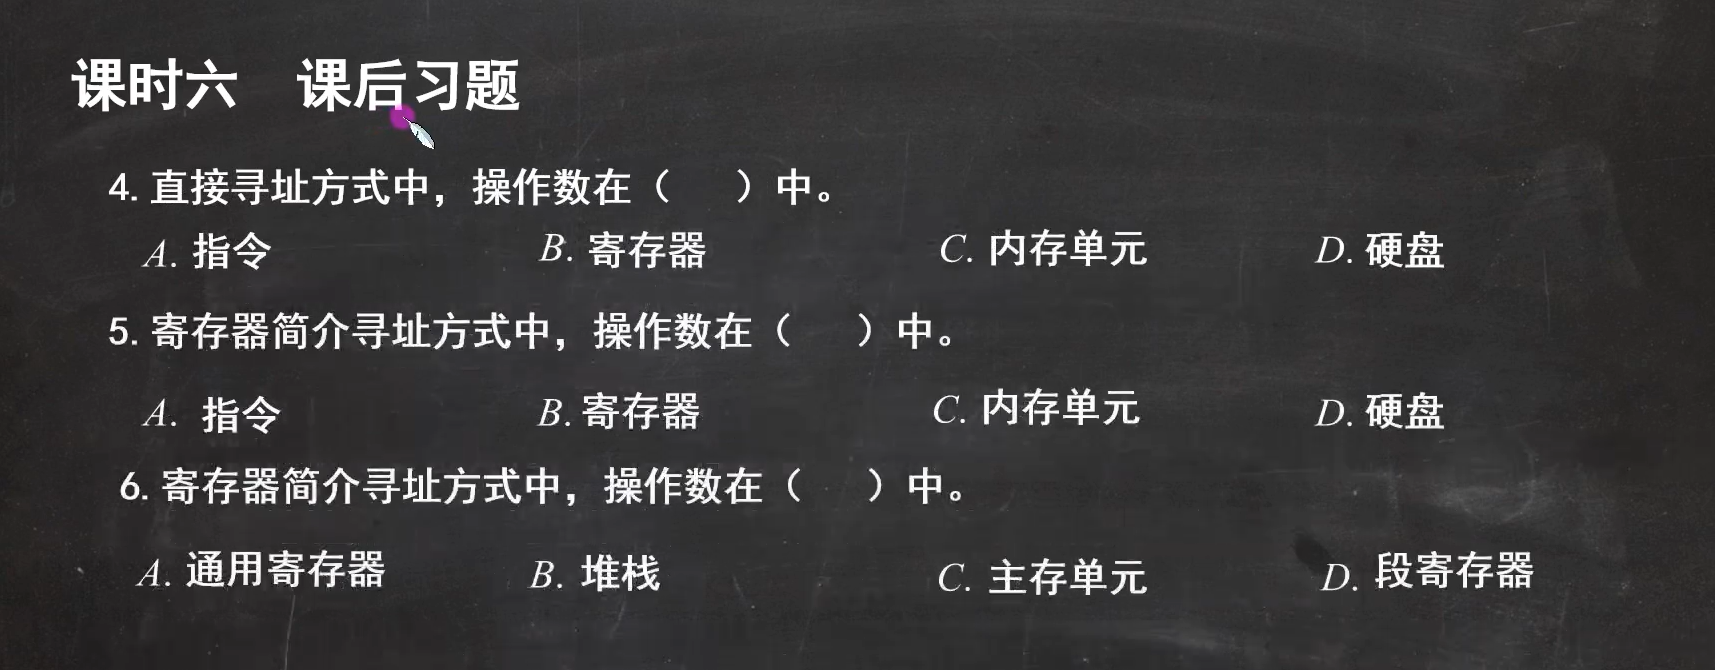 课时六 课后习题
4. 直接寻址方式中，操作数在（ ）中。
A. 指令 B. 寄存器 C. 内存单元 D. 硬盘
5. 寄存器简介寻址方式中，操作数在（ ）中。
A. 指令 B. 寄存器 C. 内存单元 D. 硬盘
6. 寄存器简介寻址方式中，操作数在（ ）中。
A. 通用寄存器 B. 堆栈 C. 主存单元 D. 段寄存器